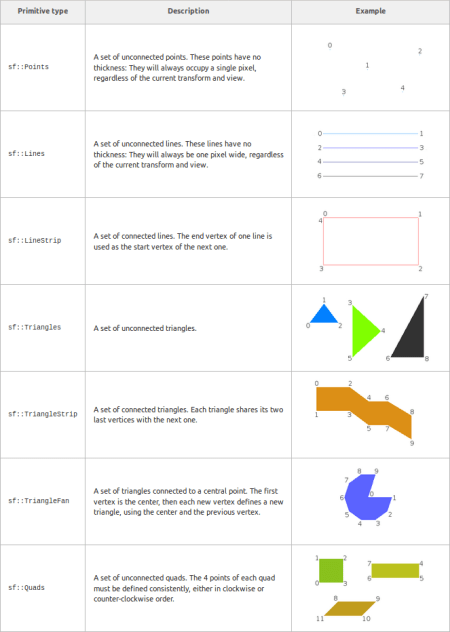 Primitive type Description Example
sf::Points
A set of unconnected points. These points have no
thickness: They will always occupy a single pixel,
regardless of the current transform and view.
0
2
1
3
4
sf::Lines
A set of unconnected lines. These lines have no
thickness: They will always be one pixel wide, regardless
of the current transform and view.
0 1
2 3
4 5
6 7
sf::LineStrip
A set of connected lines. The end vertex of one line is
used as the start vertex of the next one.
0 1
4
3 2
sf::Triangles
A set of unconnected triangles.
7
1 3
0 2 4
5 6 8
sf::TriangleStrip
A set of connected triangles. Each triangle shares its two
last vertices with the next one.
0 2
4 6
1 3 8
5 7
9
sf::TriangleFan
A set of triangles connected to a central point. The first
vertex is the center, then each new vertex defines a new
triangle, using the center and the previous vertex.
8 9
7
6 0 1
5 2
4 3
sf::Quads
A set of unconnected quads. The 4 points of each quad
must be defined consistently, either in clockwise or
counter-clockwise order.
1 2
7 4
0 3 6 5
8 9
11 10